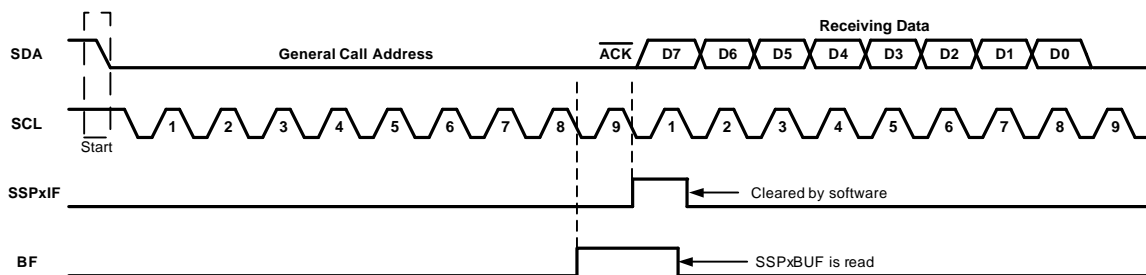 Receiving Data
SDA General Call Address ACK D7 D6 D5 D4 D3 D2 D1 D0
SCL 1 2 3 4 5 6 7 8 9 1 2 3 4 5 6 7 8 9
Start
SSPxIF Cleared by software
BF SSPxBUF is read